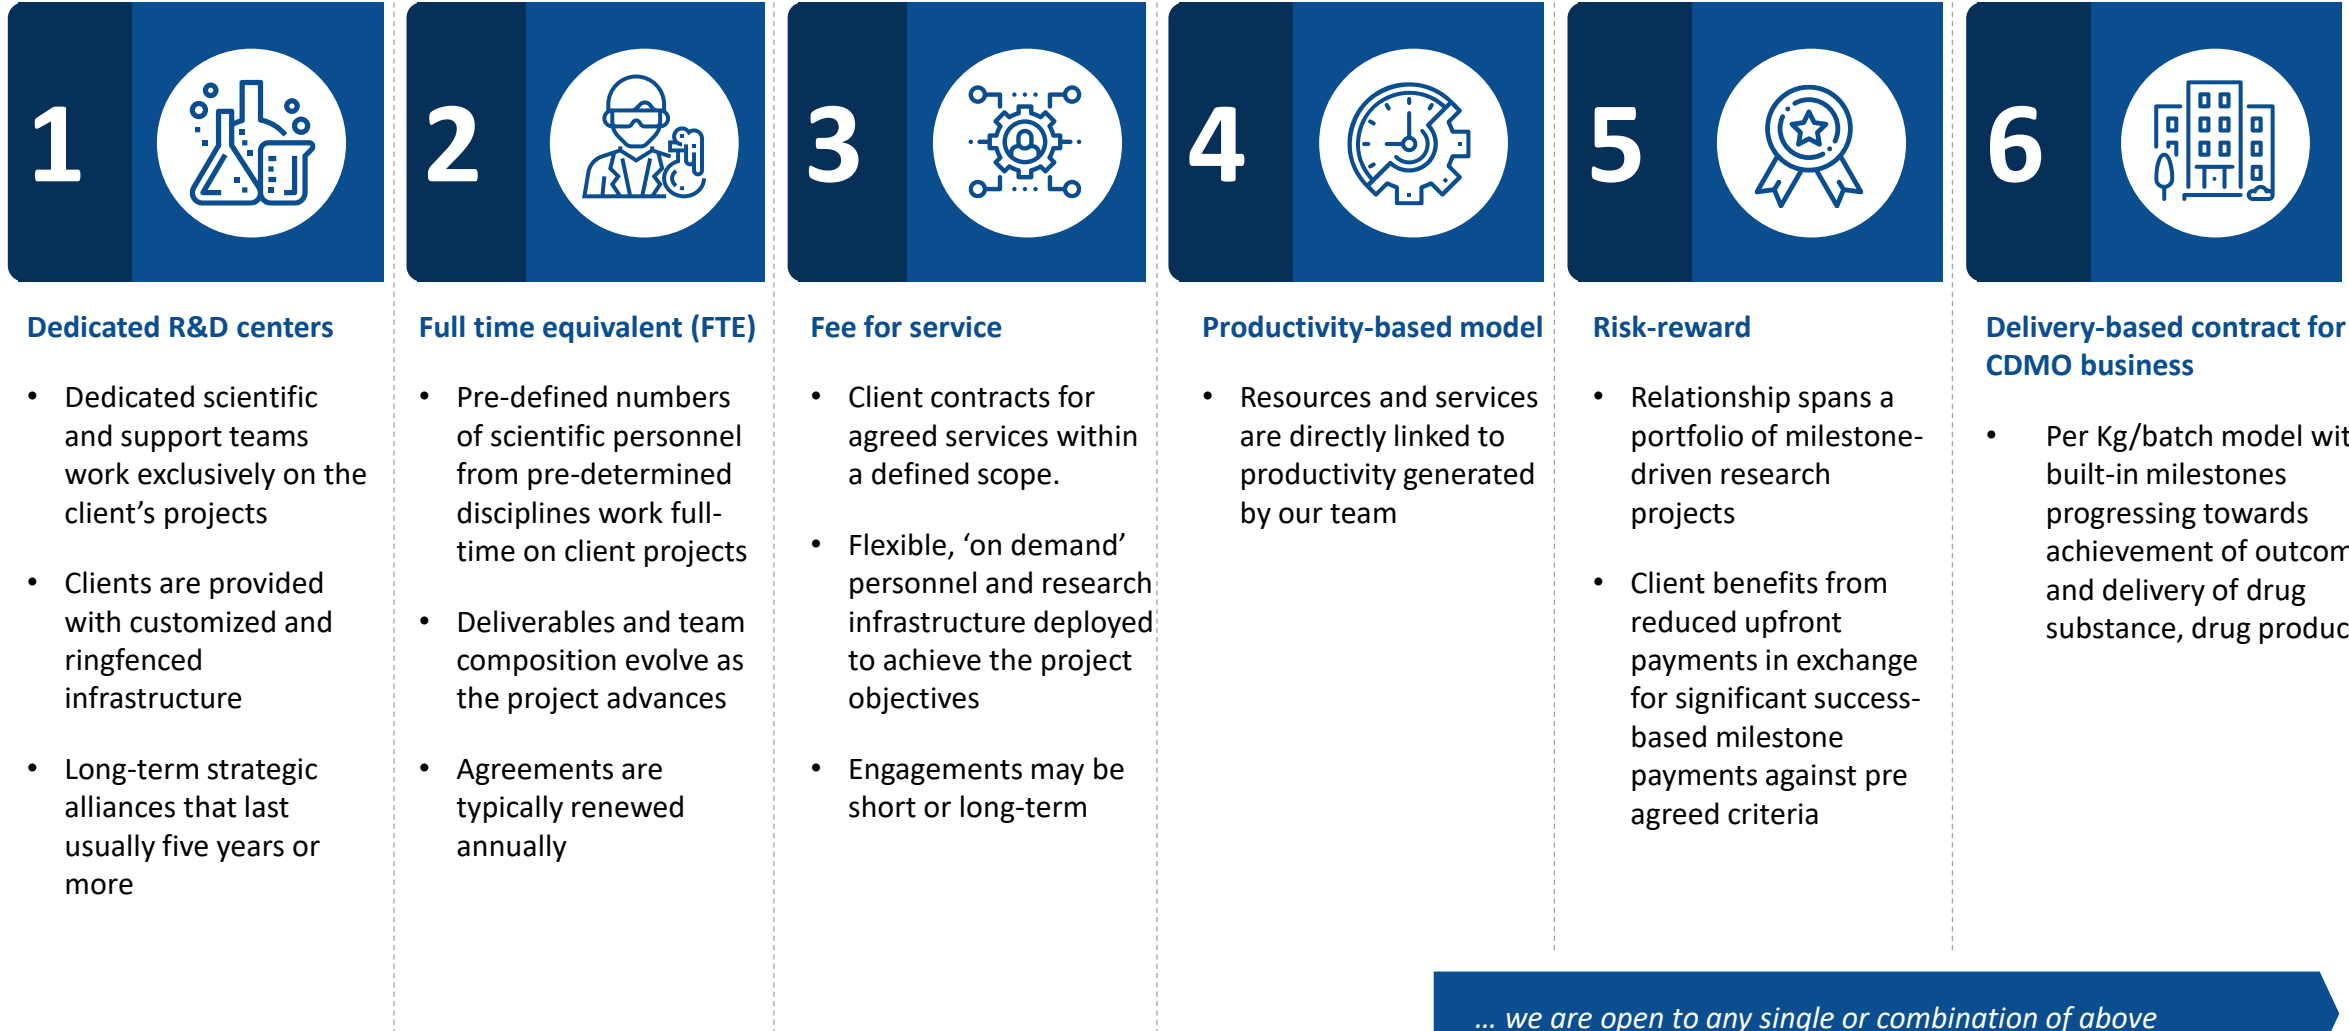 1
Dedicated R&D centers
• Dedicated scientific
and support teams
work exclusively on the
client’s projects
• Clients are provided
with customized and
ringfenced
infrastructure
• Long-term strategic
alliances that last
usually five years or
more
2
Full time equivalent (FTE)
• Pre-defined numbers
of scientific personnel
from pre-determined
disciplines work full-
time on client projects
• Deliverables and team
composition evolve as
the project advances
• Agreements are
typically renewed
annually
3
Fee for service
• Client contracts for
agreed services within
a defined scope.
• Flexible, ‘on demand’
personnel and research
infrastructure deployed
to achieve the project
objectives
• Engagements may be
short or long-term
4
Productivity-based model
• Resources and services
are directly linked to
productivity generated
by our team
5
Risk-reward
• Relationship spans a
portfolio of milestone-
driven research
projects
• Client benefits from
reduced upfront
payments in exchange
for significant success-
based milestone
payments against pre
agreed criteria
6
Delivery-based contract for
CDMO business
• Per Kg/batch model
built-in milestones
progressing towards
achievement of
and delivery of drug
substance, drug
... we are open to any single or combination of above